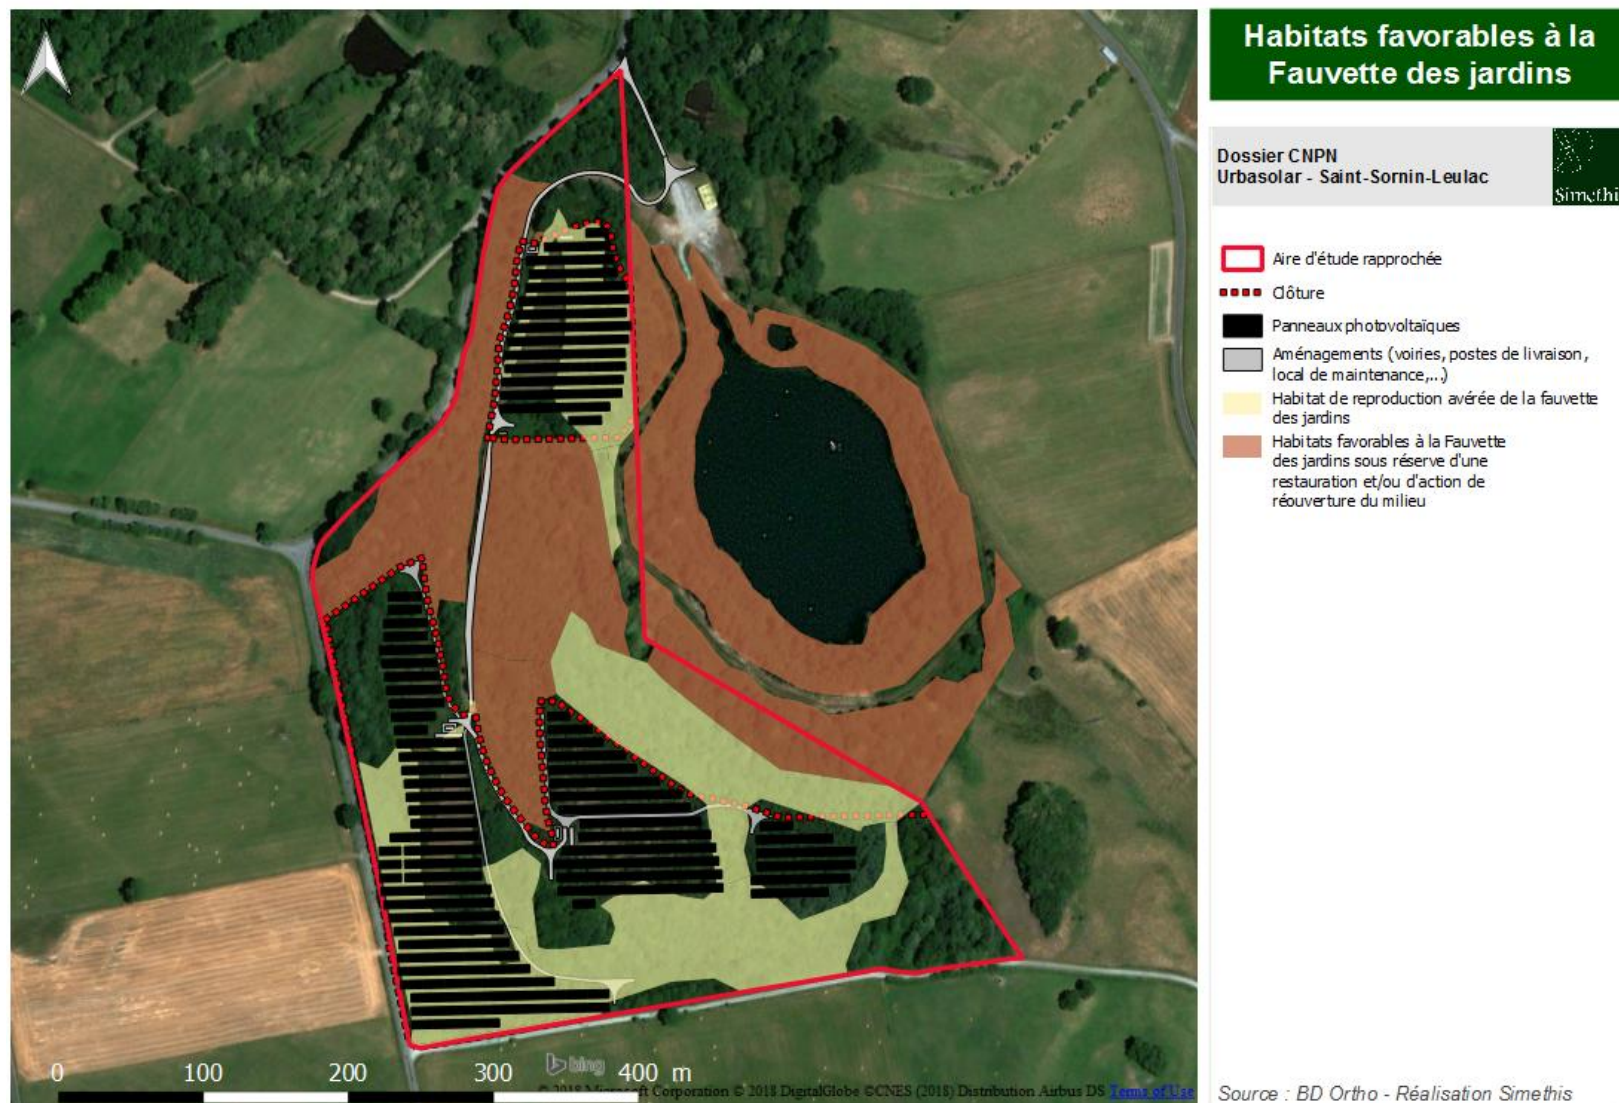 N
Habitats favorables à la
Fauvette des jardins
Dossier CNPN
Urbasolar - Saint-Sornin-Leulac
Simethi
Aire d'étude rapprochée
Clôture
Panneaux photovoltaïques
Aménagements (voiries, postes de livraison,
local de maintenance,...)
Habitat de reproduction avérée de la fauvette
des jardins
Habitats favorables à la Fauvette
des jardins sous réserve d'une
restauration et/ou d'action de
réouverture du milieu
0 100 200 300 400 m
bing
© 2018 Microsoft Corporation © 2018 DigitalGlobe ©CNES (2018) Distribution Airbus DS Terms of Use
Source : BD Ortho - Réalisation Simethis